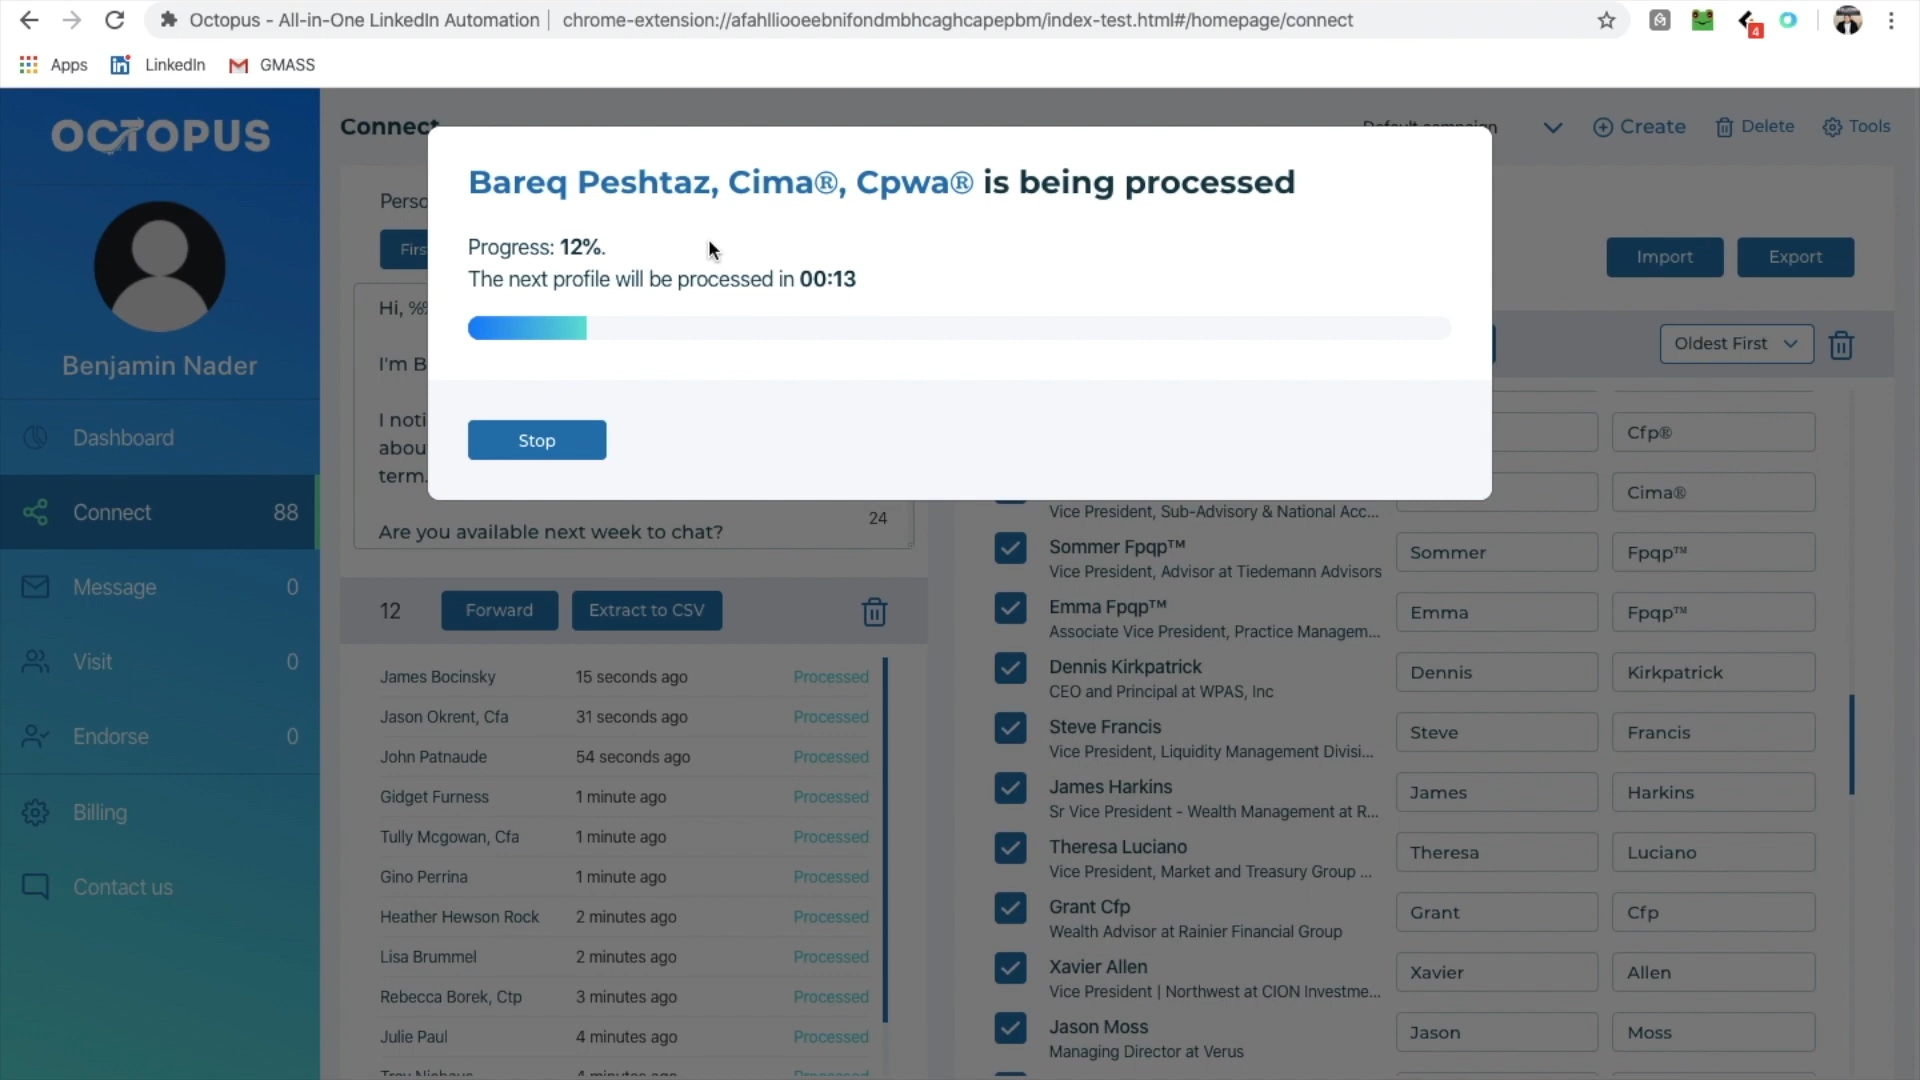 Octopus - All-in-One LinkedIn Automation
chrome-extension://afahlliooeebnifondmbhcaghcapepbm/index-test.html#/homepage/connect
4
Apps
LinkedIn
GMASS
OCTOPUS
Benjamin Nader
Dashboard
Connect 88
Message 0
Visit 0
Endorse 0
Billing
Contact us
Connect
Default campaign
Create
Delete
Tools
Bareq Peshtaz, Cima®, Cpwa® is being processed
Progress: 12%.
The next profile will be processed in 00:13
Stop
Import
Export
Oldest First
Hi,
I'm B
I noti
abou
term.
Are you available next week to chat?
24
12
Forward
Extract to CSV
James Bocinsky 15 seconds ago Processed
Jason Okrent, Cfa 31 seconds ago Processed
John Patnaude 54 seconds ago Processed
Gidget Furness 1 minute ago Processed
Tully Mcgowan, Cfa 1 minute ago Processed
Gino Perrina 1 minute ago Processed
Heather Hewson Rock 2 minutes ago Processed
Lisa Brummel 2 minutes ago Processed
Rebecca Borek, Ctp 3 minutes ago Processed
Julie Paul 4 minutes ago Processed
Cfp®
Cima®
Vice President, Sub-Advisory & National Acc...
Sommer Fpqp™ Sommer Fpqp™
Vice President, Advisor at Tiedemann Advisors
Emma Fpqp™ Emma Fpqp™
Associate Vice President, Practice Managem...
Dennis Kirkpatrick Dennis Kirkpatrick
CEO and Principal at WPAS, Inc
Steve Francis Steve Francis
Vice President, Liquidity Management Divisi...
James Harkins James Harkins
Sr Vice President - Wealth Management at R...
Theresa Luciano Theresa Luciano
Vice President, Market and Treasury Group ...
Grant Cfp Grant Cfp
Wealth Advisor at Rainier Financial Group
Xavier Allen Xavier Allen
Vice President | Northwest at CION Investme...
Jason Moss Jason Moss
Managing Director at Verus